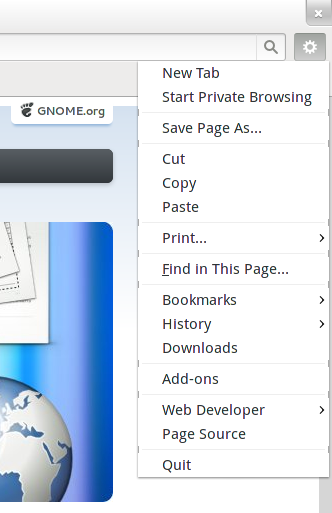 New Tab
GNOME.org
Start Private Browsing
Save Page As...
Cut
Copy
Paste
Print...
Find in This Page...
Bookmarks
History
Downloads
Add-ons
Web Developer
Page Source
Quit